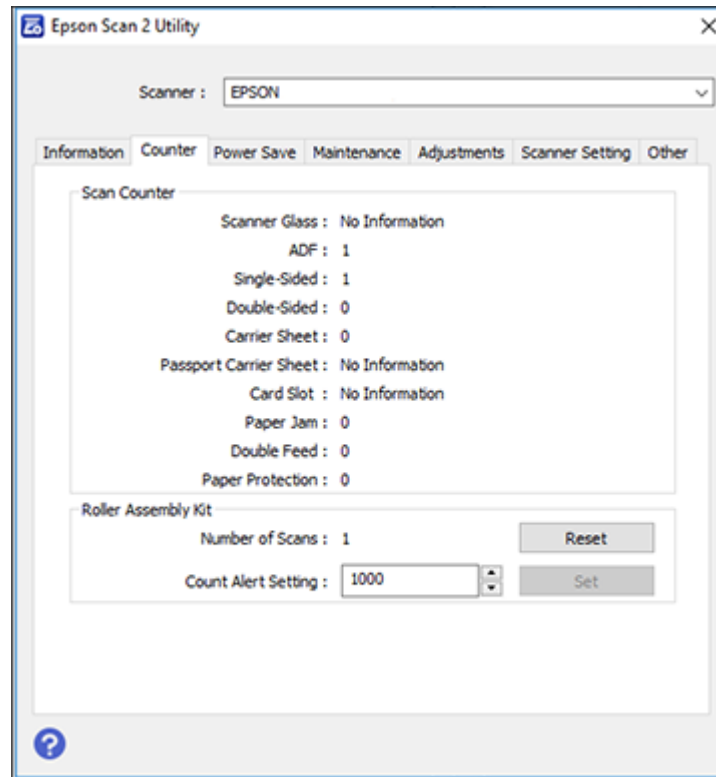 Epson Scan 2 Utility
Scanner : EPSON
Information Counter Power Save Maintenance Adjustments Scanner Setting Other
Scan Counter
Scanner Glass : No Information
ADF : 1
Single-Sided : 1
Double-Sided : 0
Carrier Sheet : 0
Passport Carrier Sheet : No Information
Card Slot : No Information
Paper Jam : 0
Double Feed : 0
Paper Protection : 0
Roller Assembly Kit
Number of Scans : 1 Reset
Count Alert Setting : 1000 Set
?